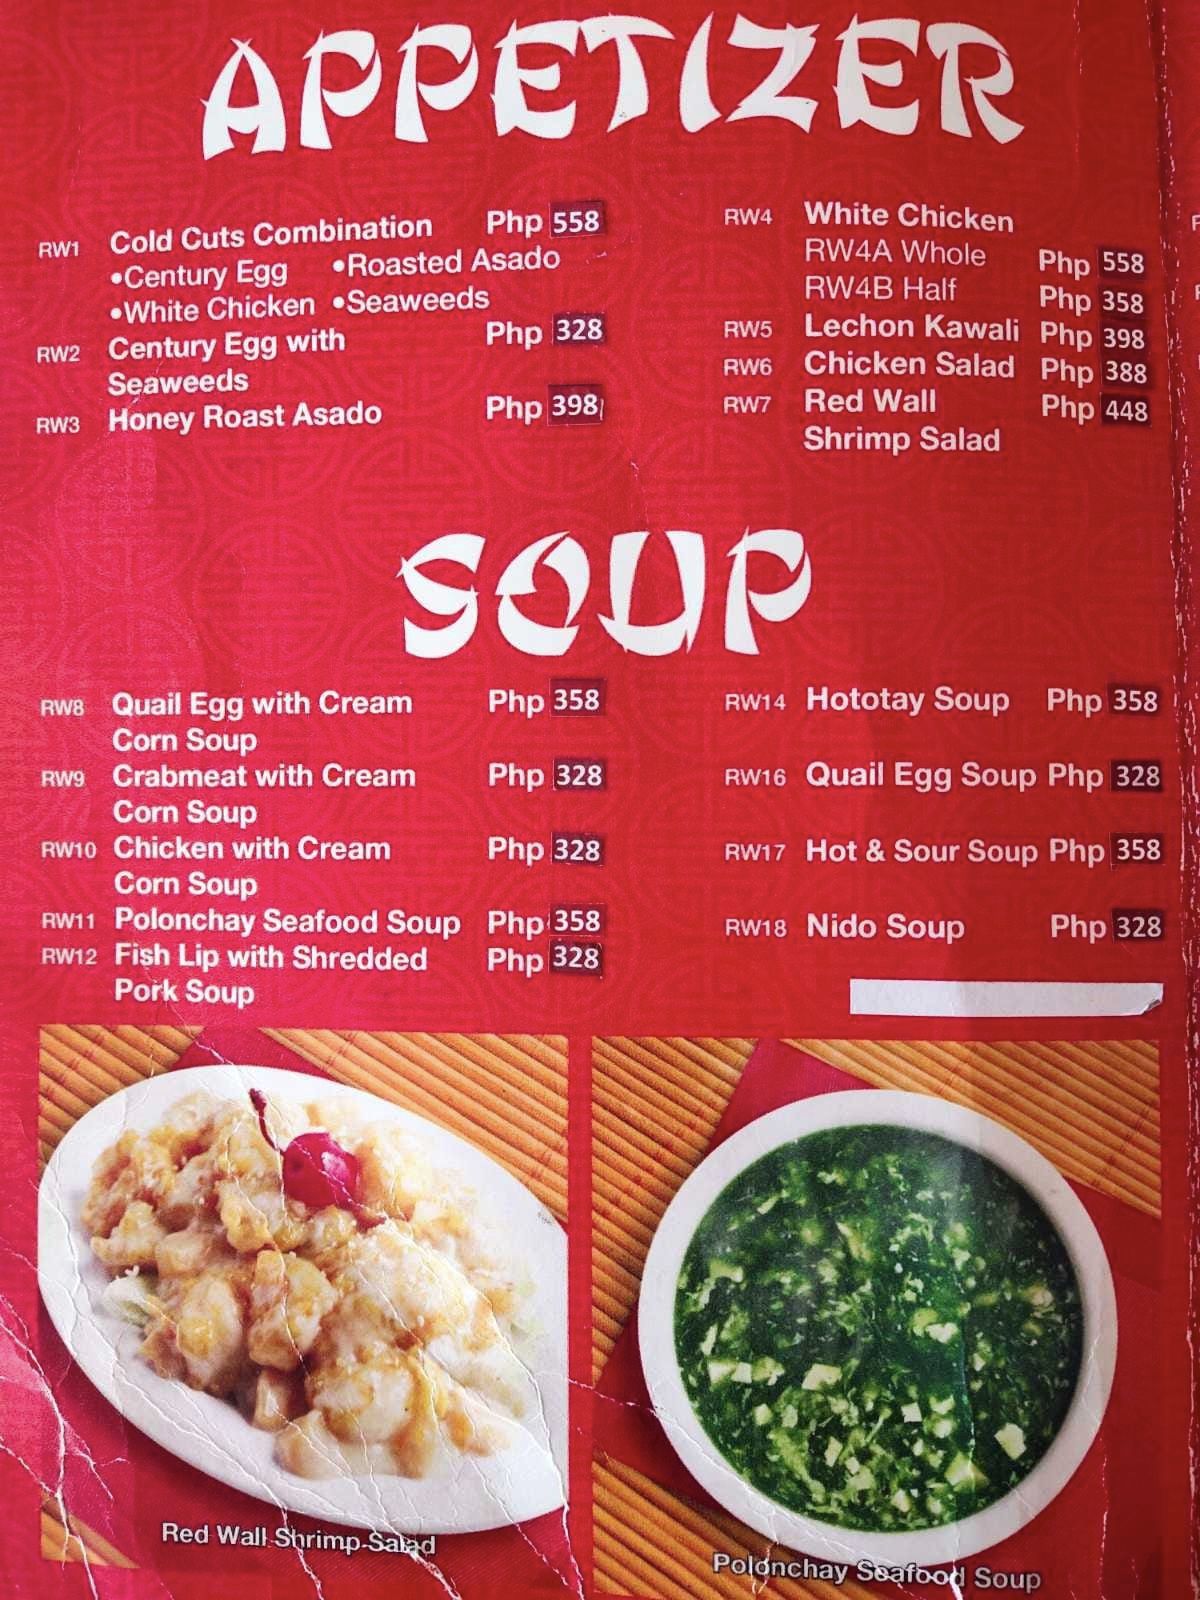 APPETIZER
RW1 Cold Cuts Combination Php 558
•Century Egg •Roasted Asado
•White Chicken •Seaweeds
RW2 Century Egg with Php 328
Seaweeds
RW3 Honey Roast Asado Php 398
RW4 White Chicken
RW4A Whole Php 558
RW4B Half Php 358
RW5 Lechon Kawali Php 398
RW6 Chicken Salad Php 388
RW7 Red Wall Php 448
Shrimp Salad
SOUP
RW8 Quail Egg with Cream Php 358
Corn Soup
RW9 Crabmeat with Cream Php 328
Corn Soup
RW10 Chicken with Cream Php 328
Corn Soup
RW11 Polonchay Seafood Soup Php 358
RW12 Fish Lip with Shredded Php 328
Pork Soup
RW14 Hototay Soup Php 358
RW16 Quail Egg Soup Php 328
RW17 Hot & Sour Soup Php 358
RW18 Nido Soup Php 328
Red Wall Shrimp Salad
Polonchay Seafood Soup